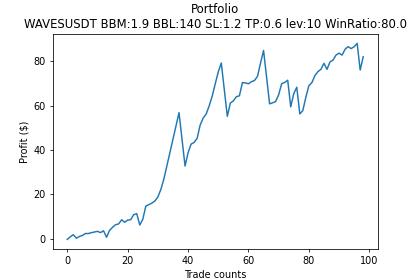 Portfolio
WAVESUSDT BBM:1.9 BBL:140 SL:1.2 TP:0.6 lev:10 WinRatio:80.0
80
60
40
20
0
Profit ($)
0 20 40 60 80 100
Trade counts